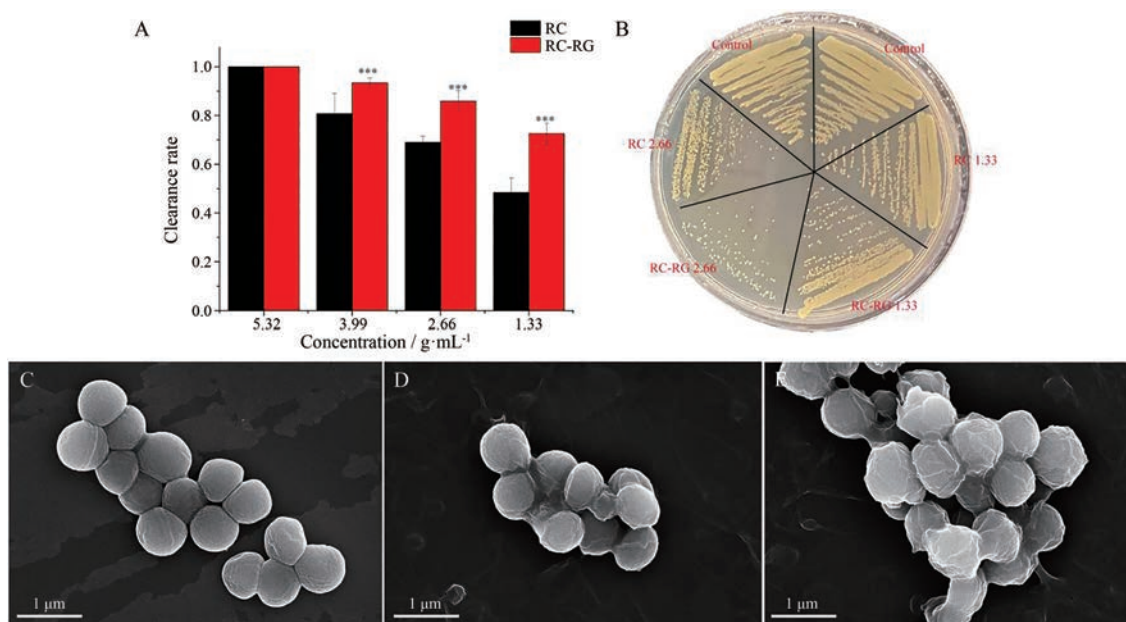 A
RC
RC-RG
Clearance rate
1.0
0.8
0.6
0.4
0.2
0.0
***
***
***
5.32
3.99
2.66
1.33
Concentration / g·mL⁻¹
B
Control
Control
RC 2.66
RC 1.33
RC-RG 2.66
RC-RG 1.33
C
1 μm
D
1 μm
E
1 μm